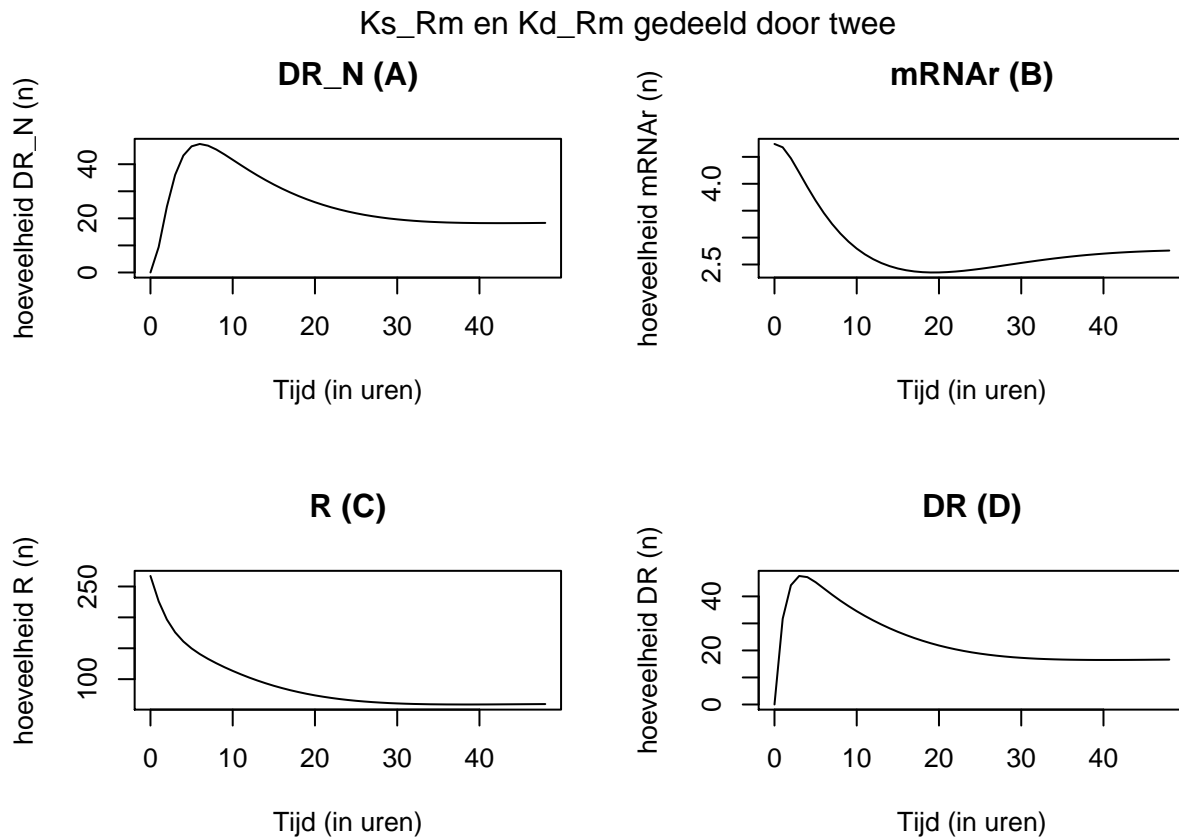 Ks_Rm en Kd_Rm gedeeld door twee
DR_N (A)
hoeveelheid DR_N (n)
0 20 40
0 10 20 30 40
Tijd (in uren)
mRNAr (B)
hoeveelheid mRNAr (n)
2.5 4.0
0 10 20 30 40
Tijd (in uren)
R (C)
hoeveelheid R (n)
100 250
0 10 20 30 40
Tijd (in uren)
DR (D)
hoeveelheid DR (n)
0 20 40
0 10 20 30 40
Tijd (in uren)